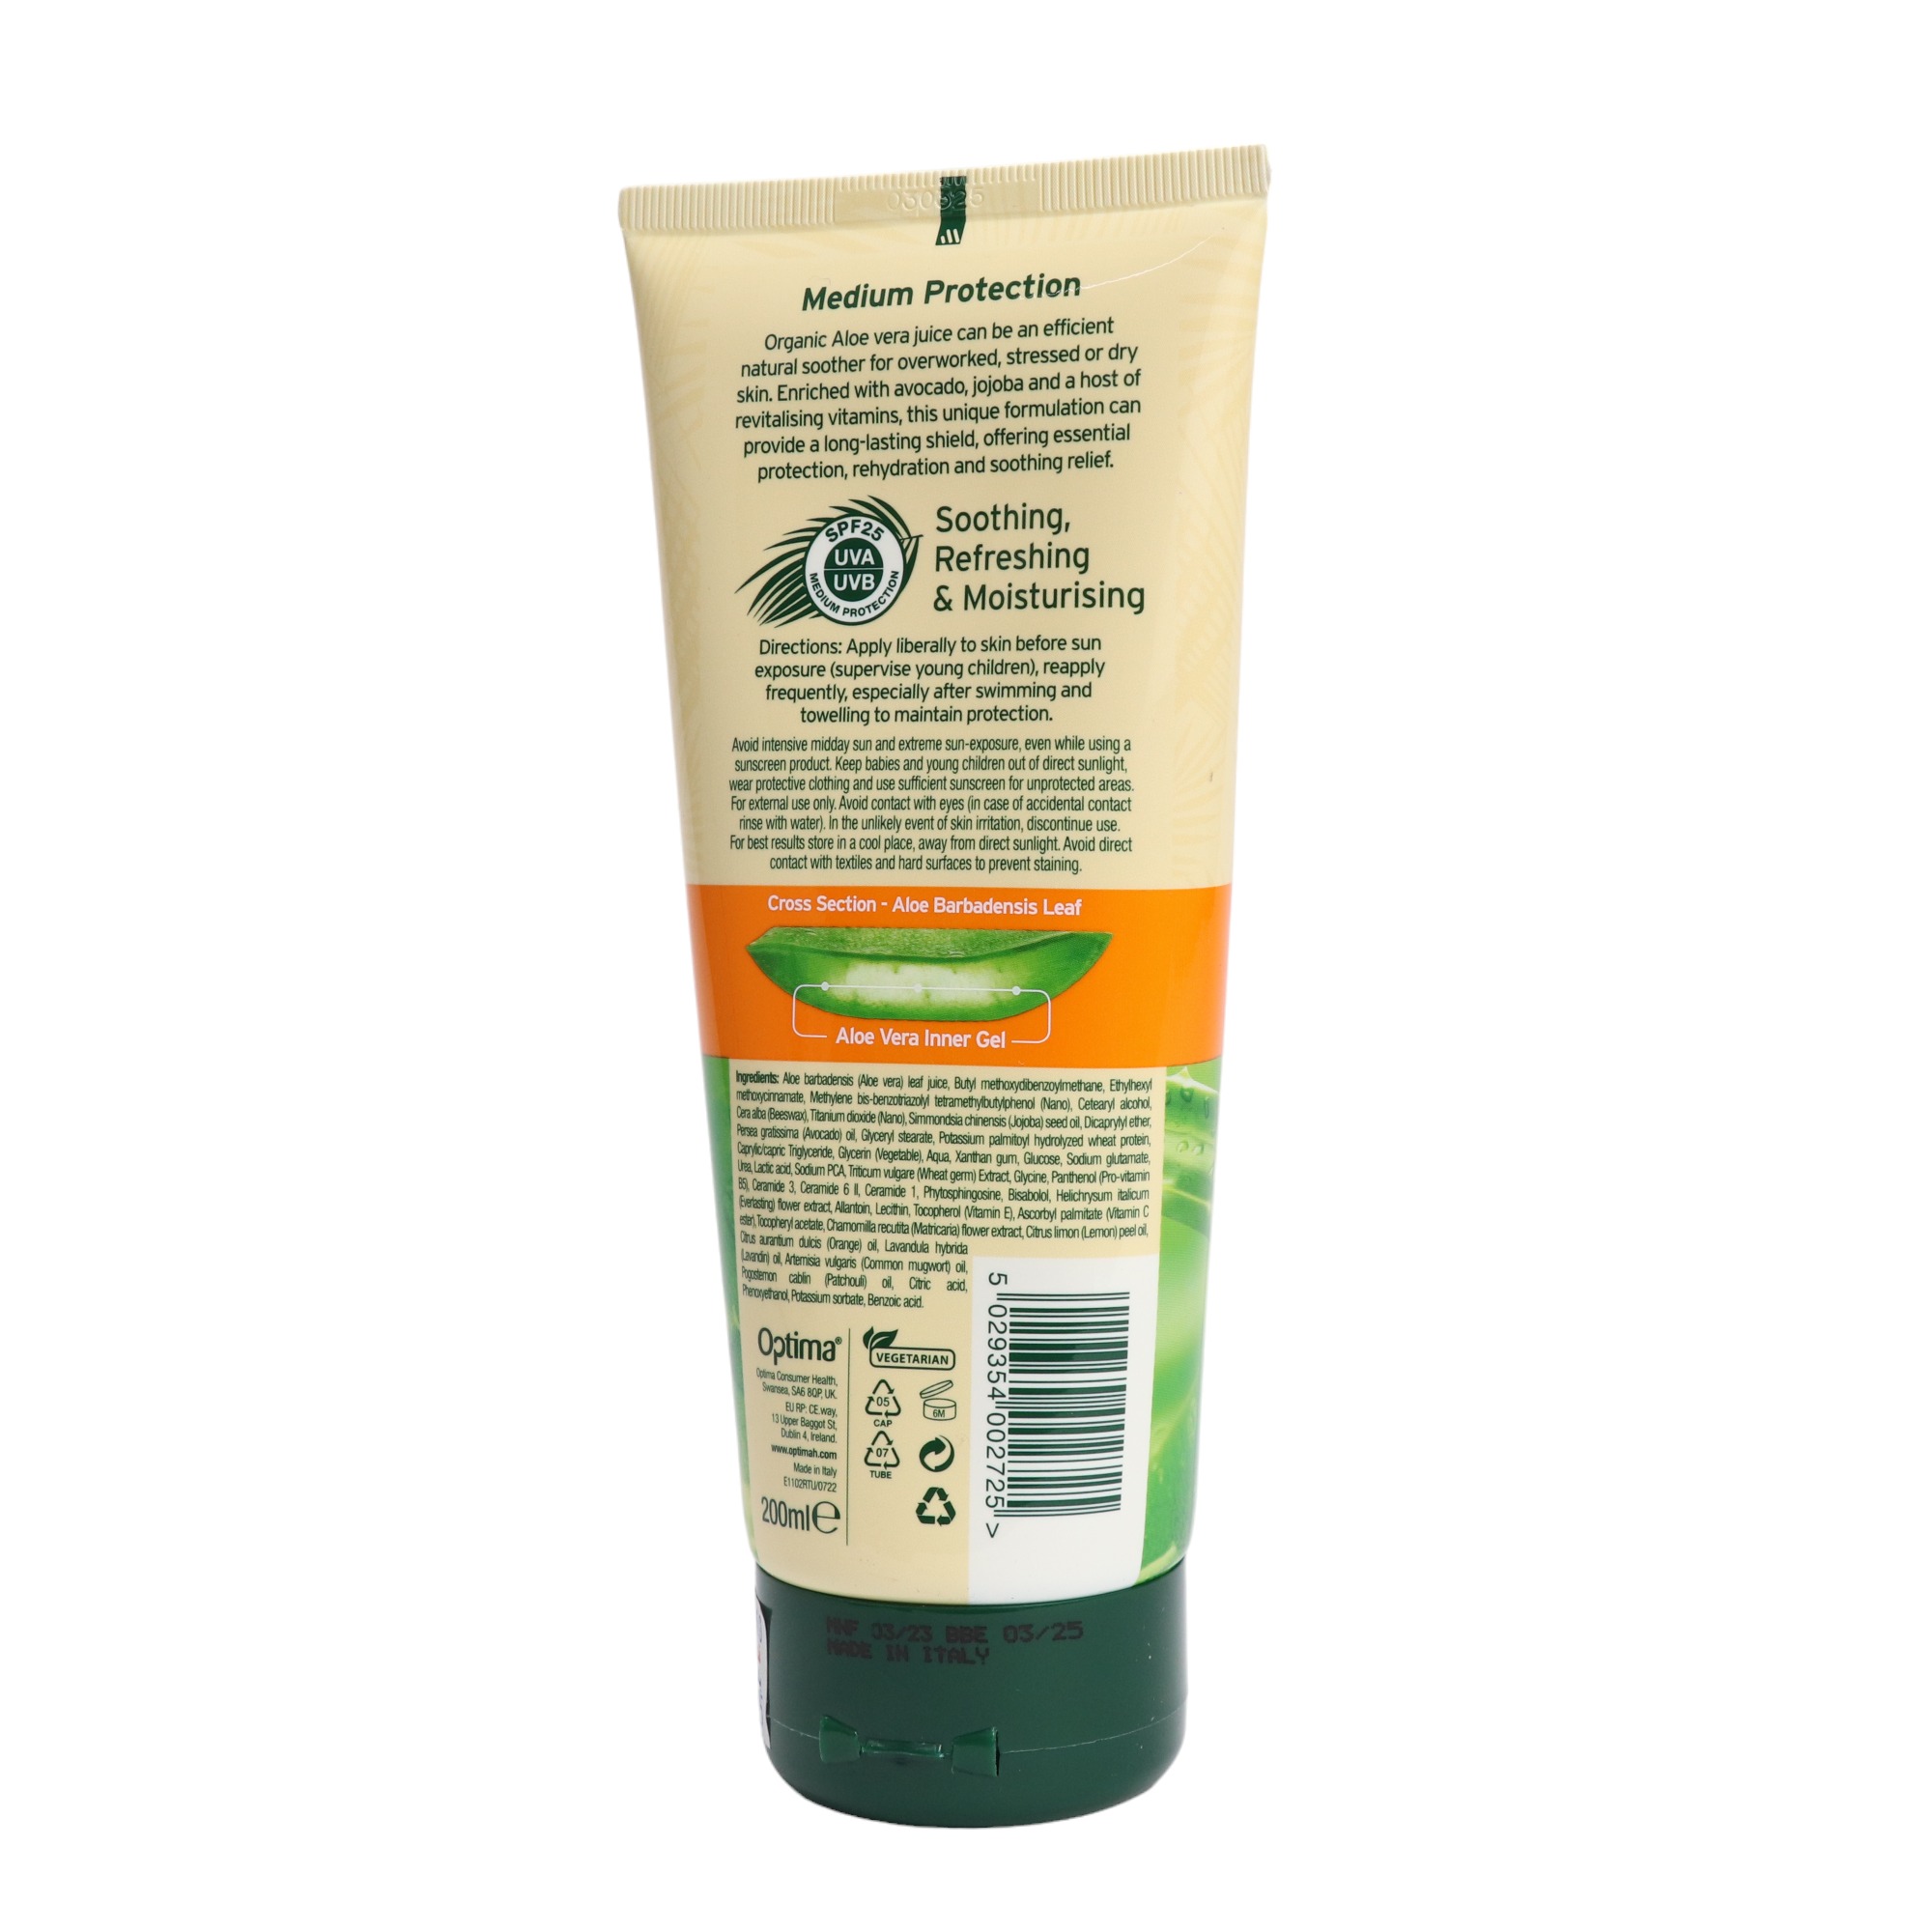 030325
Medium Protection
Organic Aloe vera juice can be an efficient
natural soother for overworked, stressed or dry
skin. Enriched with avocado, jojoba and a host of
revitalising vitamins, this unique formulation can
provide a long-lasting shield, offering essential
protection, rehydration and soothing relief.
SPF25
UVA
UVB
MEDIUM PROTECTION
Soothing,
Refreshing
& Moisturising
Directions: Apply liberally to skin before sun
exposure (supervise young children), reapply
frequently, especially after swimming and
towelling to maintain protection.
Avoid intensive midday sun and extreme sun-exposure, even while using a
sunscreen product. Keep babies and young children out of direct sunlight,
wear protective clothing and use sufficient sunscreen for unprotected areas.
For external use only. Avoid contact with eyes (in case of accidental contact
rinse with water). In the unlikely event of skin irritation, discontinue use.
For best results store in a cool place, away from direct sunlight. Avoid direct
contact with textiles and hard surfaces to prevent staining.
Cross Section - Aloe Barbadensis Leaf
Aloe Vera Inner Gel
Ingredients: Aloe barbadensis (Aloe vera) leaf juice, Butyl methoxydibenzoylmethane, Ethylhexyl
methoxycinnamate, Methylene bis-benzotriazolyl tetramethylbutylphenol (Nano), Cetearyl alcohol,
Cera alba (Beeswax), Titanium dioxide (Nano), Simmondsia chinensis (Jojoba) seed oil, Dicaprylyl ether,
Persea gratissima (Avocado) oil, Glyceryl stearate, Potassium palmitoyl hydrolyzed wheat protein,
Caprylic/capric Triglyceride, Glycerin (Vegetable), Aqua, Xanthan gum, Glucose, Sodium glutamate,
Urea, Lactic acid, Sodium PCA, Triticum vulgare (Wheat germ) Extract, Glycine, Panthenol (Pro-vitamin
B5), Ceramide 3, Ceramide 6 II, Ceramide 1, Phytosphingosine, Bisabolol, Helichrysum italicum
(Everlasting) flower extract, Allantoin, Lecithin, Tocopherol (Vitamin E), Ascorbyl palmitate (Vitamin C
ester), Tocopheryl acetate, Chamomilla recutita (Matricaria) flower extract, Citrus limon (Lemon) peel oil,
Citrus aurantium dulcis (Orange) oil, Lavandula hybrida
(Lavandin) oil, Artemisia vulgaris (Common mugwort) oil,
Pogostemon cablin (Patchouli) oil, Citric acid,
Phenoxyethanol, Potassium sorbate, Benzoic acid.
Optima®
Optima Consumer Health,
Swansea, SA6 8QP, UK.
EU RP: CE.way,
13 Upper Baggot St,
Dublin 4, Ireland.
www.optimah.com
Made in Italy
E1102RTU/0722
200ml e
VEGETARIAN
05
CAP
6M
07
TUBE
5 029354 002725 >
MNF 03/23 BBE 03/25
MADE IN ITALY